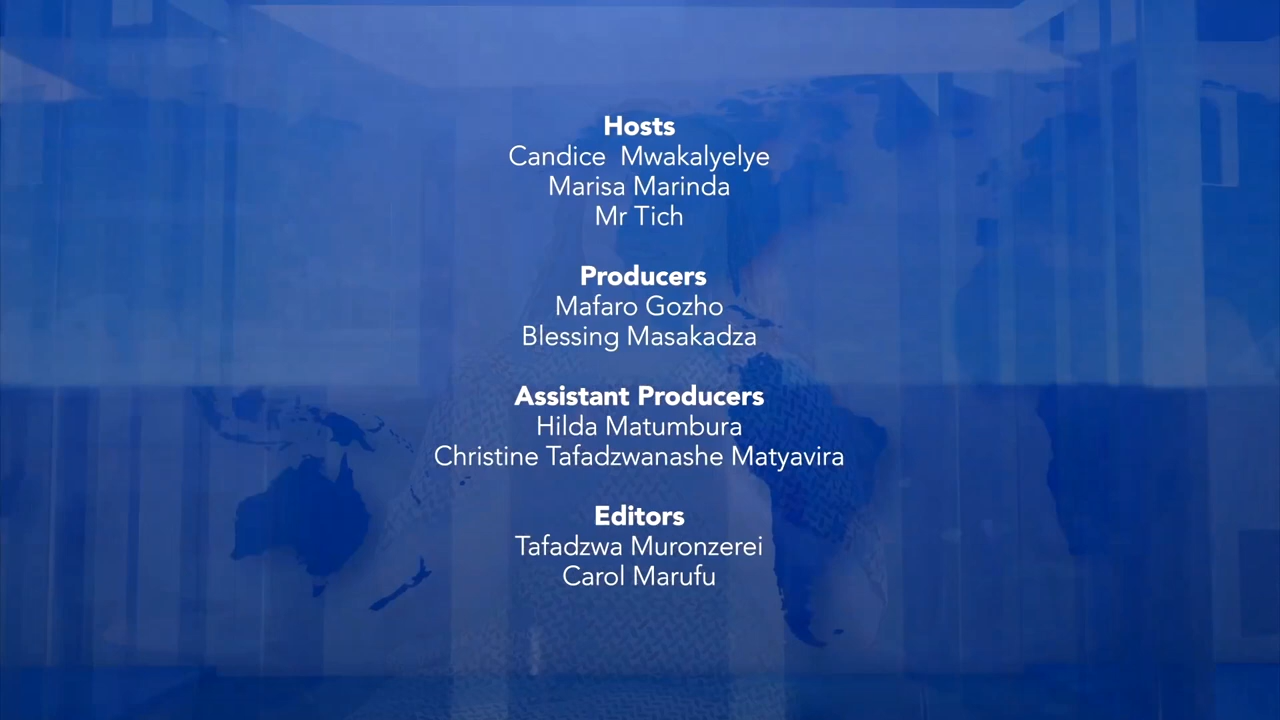 Hosts
Candice  Mwakalyelye
Marisa Marinda
Mr Tich
Producers
Mafaro Gozho
Blessing Masakadza
Assistant Producers
Hilda Matumbura
Christine Tafadzwanashe Matyavira
Editors
Tafadzwa Muronzerei
Carol Marufu